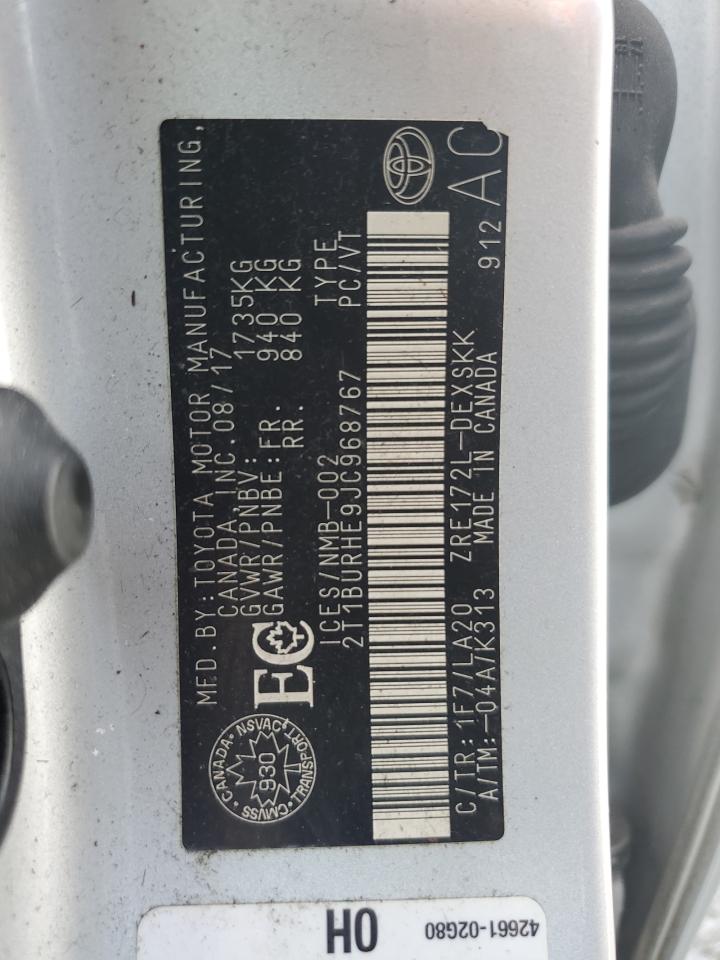 MFD.BY:TOYOTA MOTOR MANUFACTURING,
CANADA, INC. 08/17
GVWR/PNBV: 1735KG
GAWR/PNBE:FR. 940 KG
RR. 840 KG
EC
ICES/NMB-002 TYPE
2T1BURHE9JC968767 PC/VT
CANADA
NSVAC
930
CMVSS
TRANSPORT
C/TR: 1F7/LA20 ZRE172L-DEXSKK 912
A/TM:-04A/K313 MADE IN CANADA
AC
0H
42661-02G80